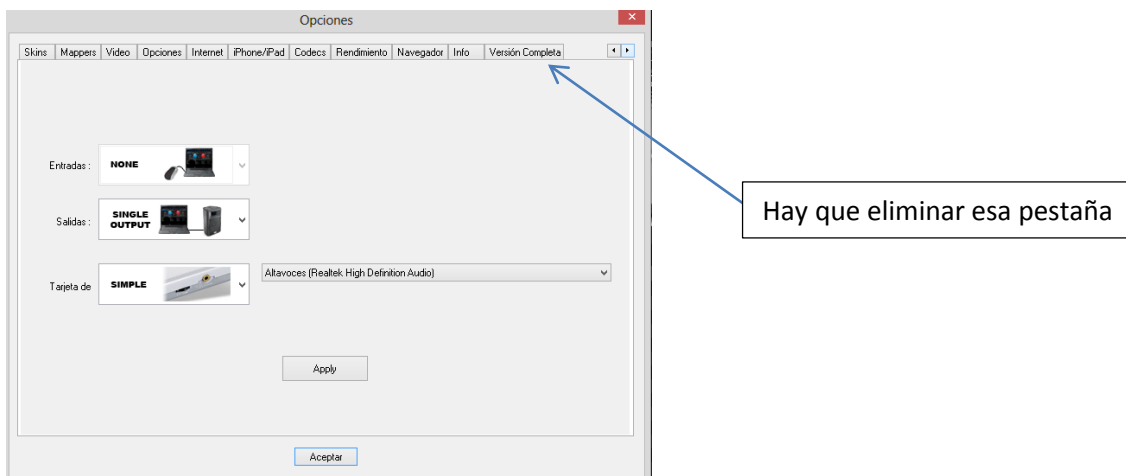 Opciones
Skins Mappers Video Opciones Internet iPhone/iPad Codecs Rendimiento Navegador Info Versión Completa
Entradas : NONE
Salidas : SINGLE OUTPUT
Tarjeta de SIMPLE Altavoces (Realtek High Definition Audio)
Apply
Aceptar
Hay que eliminar esa pestaña